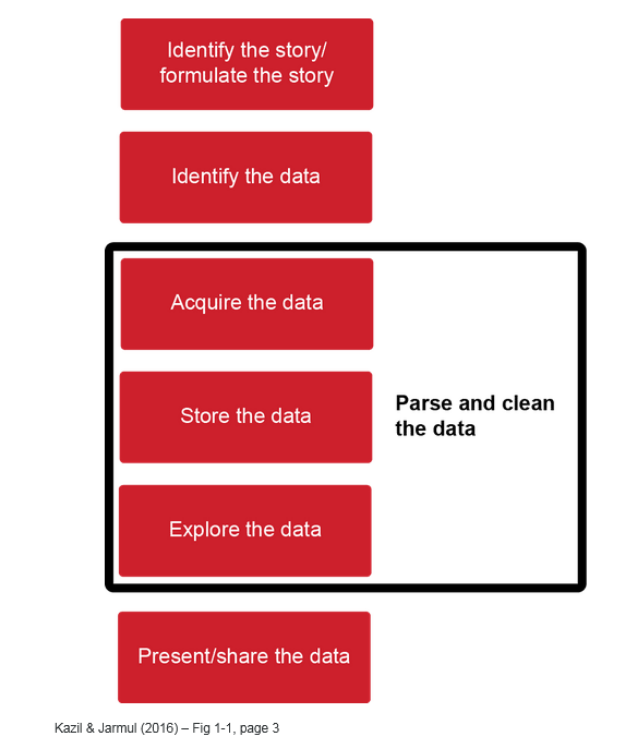 Identify the story/
formulate the story
Identify the data
Acquire the data
Store the data
Parse and clean
the data
Explore the data
Present/share the data
Kazil & Jarmul (2016) – Fig 1-1, page 3